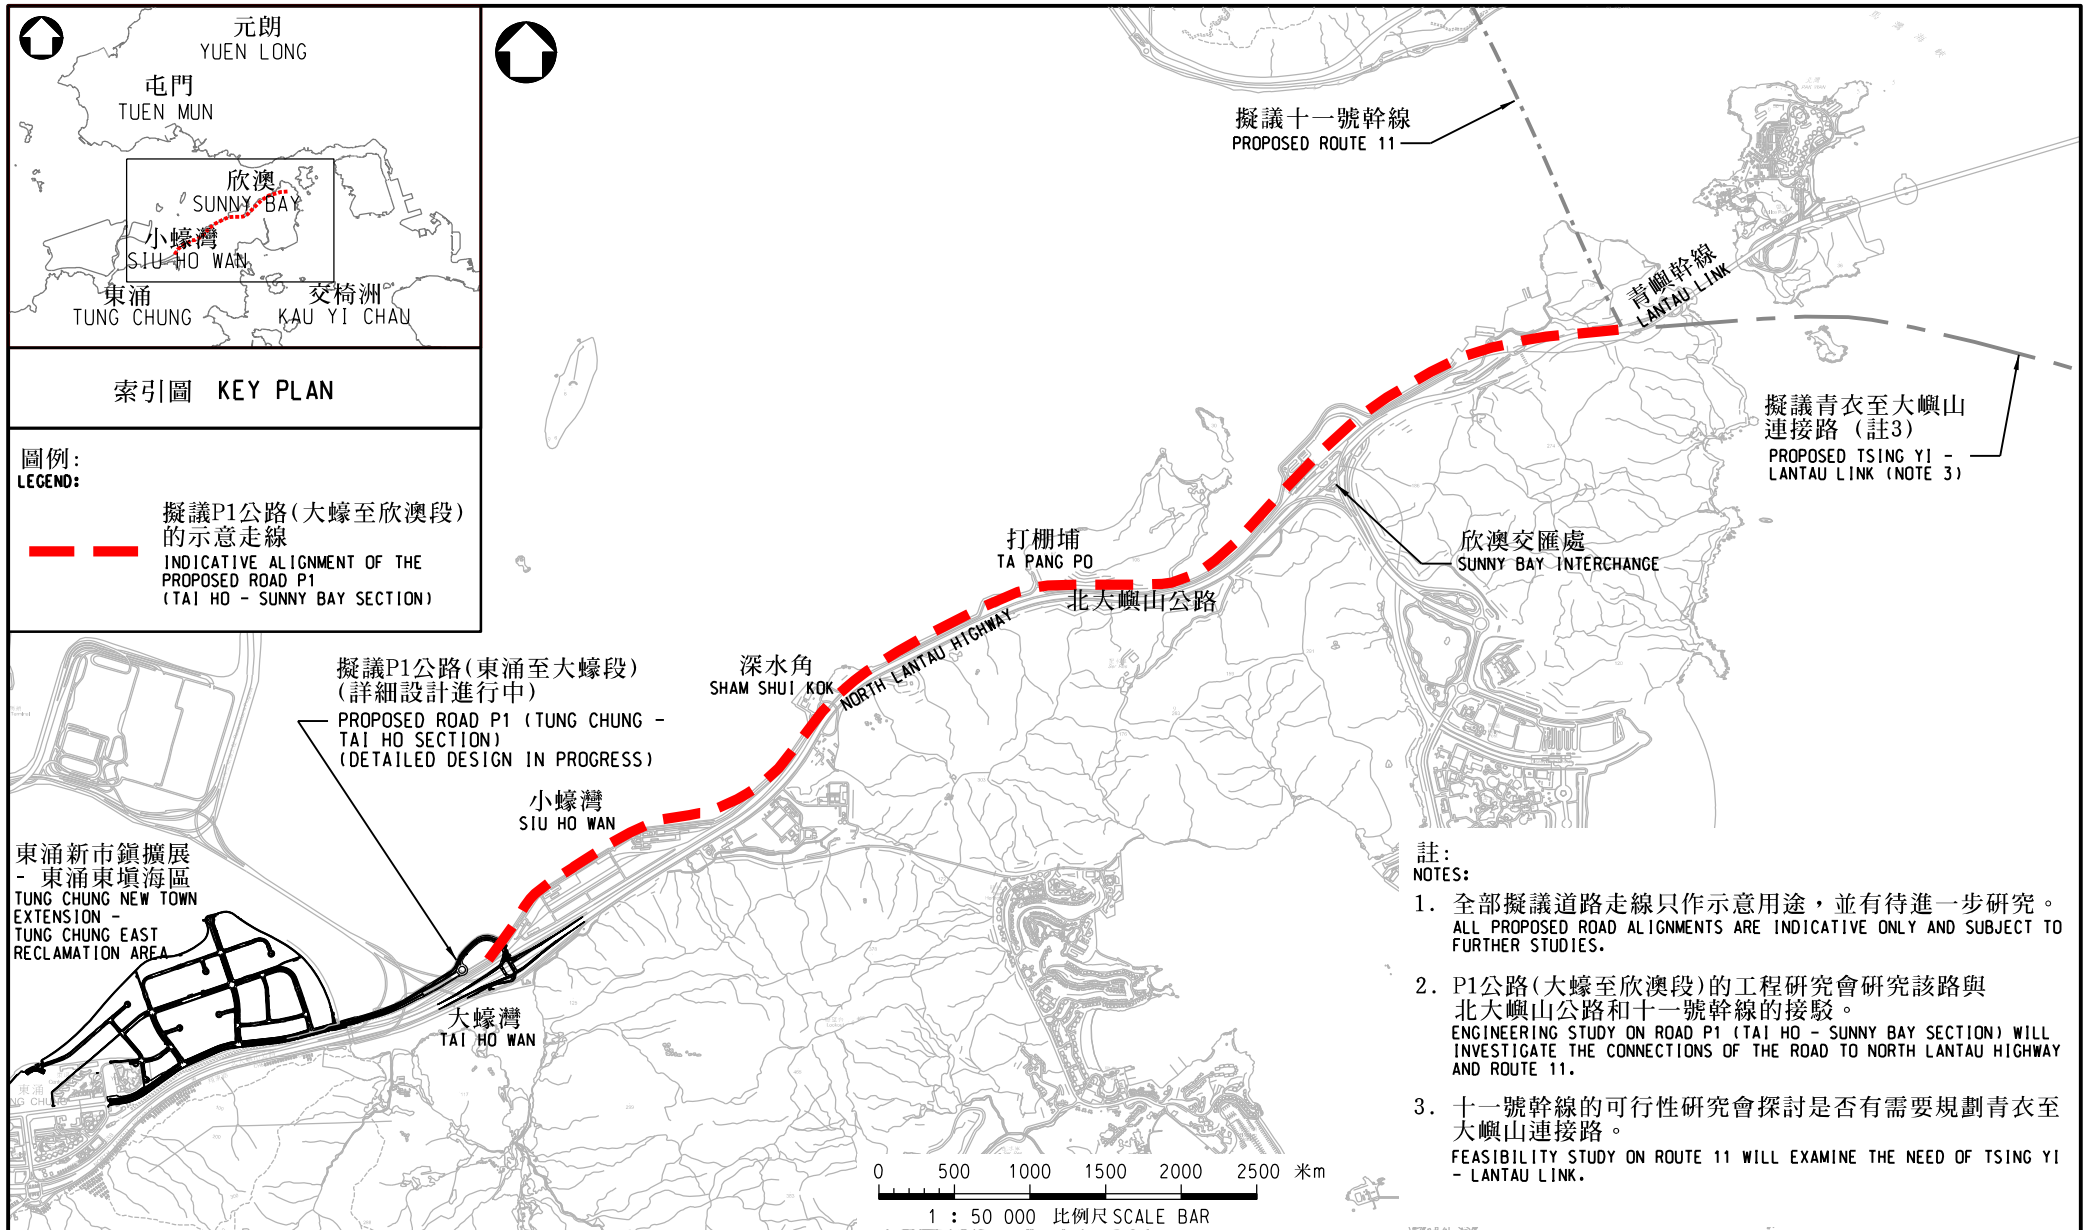 元朗
YUEN LONG
屯門
TUEN MUN
欣澳
SUNNY BAY
小蠔灣
SIU HO WAN
東涌
TUNG CHUNG
交椅洲
KAU YI CHAU
索引圖 KEY PLAN
圖例:
LEGEND:
擬議P1公路(大蠔至欣澳段)
的示意走線
INDICATIVE ALIGNMENT OF THE
PROPOSED ROAD P1
(TAI HO - SUNNY BAY SECTION)
擬議十一號幹線
PROPOSED ROUTE 11
青嶼幹線
LANTAU LINK
擬議青衣至大嶼山
連接路 (註3)
PROPOSED TSING YI -
LANTAU LINK (NOTE 3)
欣澳交匯處
SUNNY BAY INTERCHANGE
打棚埔
TA PANG PO
北大嶼山公路
NORTH LANTAU HIGHWAY
深水角
SHAM SHUI KOK
擬議P1公路(東涌至大蠔段)
(詳細設計進行中)
PROPOSED ROAD P1 (TUNG CHUNG -
TAI HO SECTION)
(DETAILED DESIGN IN PROGRESS)
小蠔灣
SIU HO WAN
東涌新市鎮擴展
- 東涌東填海區
TUNG CHUNG NEW TOWN
EXTENSION -
TUNG CHUNG EAST
RECLAMATION AREA
大蠔灣
TAI HO WAN
東涌
註:
NOTES:
1. 全部擬議道路走線只作示意用途，並有待進一步研究。
ALL PROPOSED ROAD ALIGNMENTS ARE INDICATIVE ONLY AND SUBJECT TO
FURTHER STUDIES.
2. P1公路(大蠔至欣澳段)的工程研究會研究該路與
北大嶼山公路和十一號幹線的接駁。
ENGINEERING STUDY ON ROAD P1 (TAI HO - SUNNY BAY SECTION) WILL
INVESTIGATE THE CONNECTIONS OF THE ROAD TO NORTH LANTAU HIGHWAY
AND ROUTE 11.
3. 十一號幹線的可行性研究會探討是否有需要規劃青衣至
大嶼山連接路。
FEASIBILITY STUDY ON ROUTE 11 WILL EXAMINE THE NEED OF TSING YI
- LANTAU LINK.
0 500 1000 1500 2000 2500 米m
1 : 50 000 比例尺 SCALE BAR